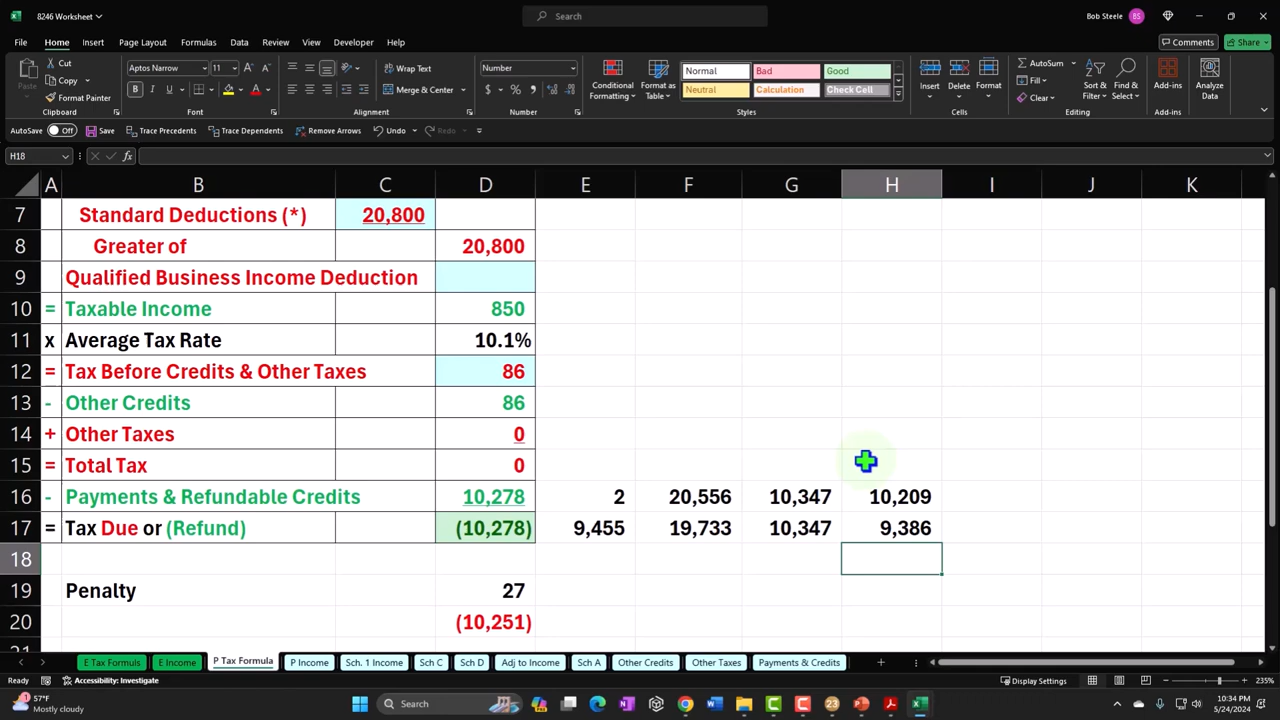 8246 Worksheet
Search
Bob Steele
BS
File Home Insert Page Layout Formulas Data Review View Developer Help
Comments
Share
Paste
Cut
Copy
Format Painter
Clipboard
Aptos Narrow 11
B I U
Font
Wrap Text
Merge & Center
Alignment
Number
$ % ,
Number
Conditional Formatting
Format as Table
Normal Bad Good
Neutral Calculation Check Cell
Styles
Insert Delete Format
Cells
AutoSum
Fill
Clear
Sort & Filter
Find & Select
Editing
Add-ins
Add-ins
Analyze Data
AutoSave Off Save Trace Precedents Trace Dependents Remove Arrows Undo Redo
H18 fx
A B C D E F G H I J K
7 Standard Deductions (*) 20,800
8 Greater of 20,800
9 Qualified Business Income Deduction
10 = Taxable Income 850
11 x Average Tax Rate 10.1%
12 = Tax Before Credits & Other Taxes 86
13 - Other Credits 86
14 + Other Taxes 0
15 = Total Tax 0
16 - Payments & Refundable Credits 10,278 2 20,556 10,347 10,209
17 = Tax Due or (Refund) (10,278) 9,455 19,733 10,347 9,386
18
19 Penalty 27
20 (10,251)
E Tax Formuls E Income P Tax Formula P Income Sch. 1 Income Sch C Sch D Adj to Income Sch A Other Credits Other Taxes Payments & Credits
Ready Accessibility: Investigate Display Settings 235%
57°F
Mostly cloudy
Search
10:34 PM
5/24/2024